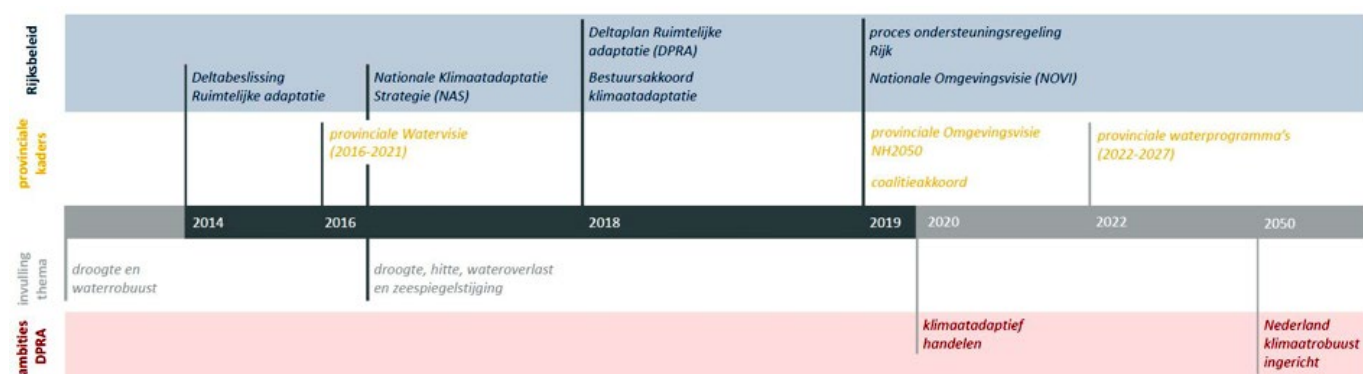 Rijksbeleid
Deltabeslissing
Ruimtelijke adaptatie
Nationale Klimaatadaptatie
Strategie (NAS)
Deltaplan Ruimtelijke
adaptatie (DPRA)
Bestuursakkoord
klimaatadaptatie
proces ondersteuningsregeling
Rijk
Nationale Omgevingsvisie (NOVI)
provinciale
kaders
provinciale Watervisie
(2016-2021)
provinciale Omgevingsvisie
NH2050
coalitieakkoord
provinciale waterprogramma's
(2022-2027)
2014
2016
2018
2019
2020
2022
2050
invulling
thema
droogte en
waterrobuust
droogte, hitte, wateroverlast
en zeespiegelstijging
ambities
DPRA
klimaatadaptief
handelen
Nederland
klimaatrobuust
ingericht